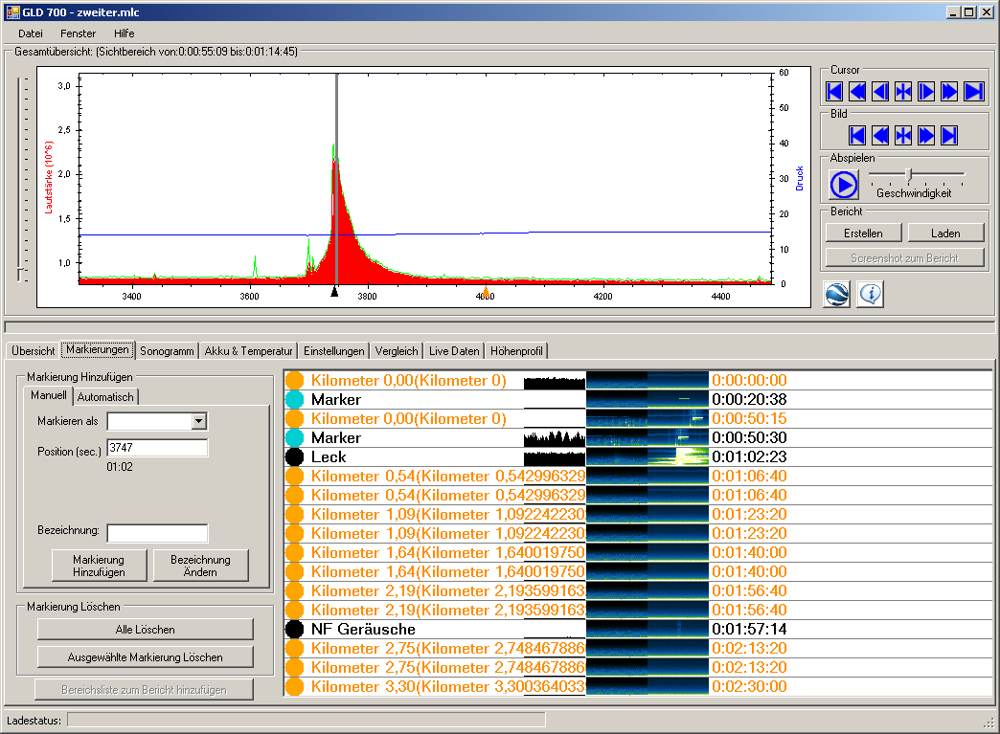 GLD 700 - zweiter.mlc
Datei Fenster Hilfe
Gesamtübersicht: (Sichtbereich von:0:00:55:09 bis:0:01:14:45)
3,0
2,5
2,0
1,5
1,0
Lautstärke (10^6)
60
50
40
30
20
10
0
Druck
3400 3600 3800 4000 4200 4400
Cursor
Bild
Abspielen
Geschwindigkeit
Bericht
Erstellen Laden
Screenshot zum Bericht
Übersicht Markierungen Sonogramm Akku & Temperatur Einstellungen Vergleich Live Daten Höhenprofil
Markierung Hinzufügen
Manuell Automatisch
Markieren als
Position (sec.) 3747
01:02
Bezeichnung:
Markierung Hinzufügen
Bezeichnung Ändern
Markierung Löschen
Alle Löschen
Ausgewählte Markierung Löschen
Bereichsliste zum Bericht hinzufügen
Kilometer 0,00(Kilometer 0) 0:00:00:00
Marker 0:00:20:38
Kilometer 0,00(Kilometer 0) 0:00:50:15
Marker 0:00:50:30
Leck 0:01:02:23
Kilometer 0,54(Kilometer 0,542996329 0:01:06:40
Kilometer 0,54(Kilometer 0,542996329 0:01:06:40
Kilometer 1,09(Kilometer 1,092242230 0:01:23:20
Kilometer 1,09(Kilometer 1,092242230 0:01:23:20
Kilometer 1,64(Kilometer 1,640019750 0:01:40:00
Kilometer 1,64(Kilometer 1,640019750 0:01:40:00
Kilometer 2,19(Kilometer 2,193599163 0:01:56:40
Kilometer 2,19(Kilometer 2,193599163 0:01:56:40
NF Geräusche 0:01:57:14
Kilometer 2,75(Kilometer 2,748467886 0:02:13:20
Kilometer 2,75(Kilometer 2,748467886 0:02:13:20
Kilometer 3,30(Kilometer 3,300364033 0:02:30:00
Ladestatus: